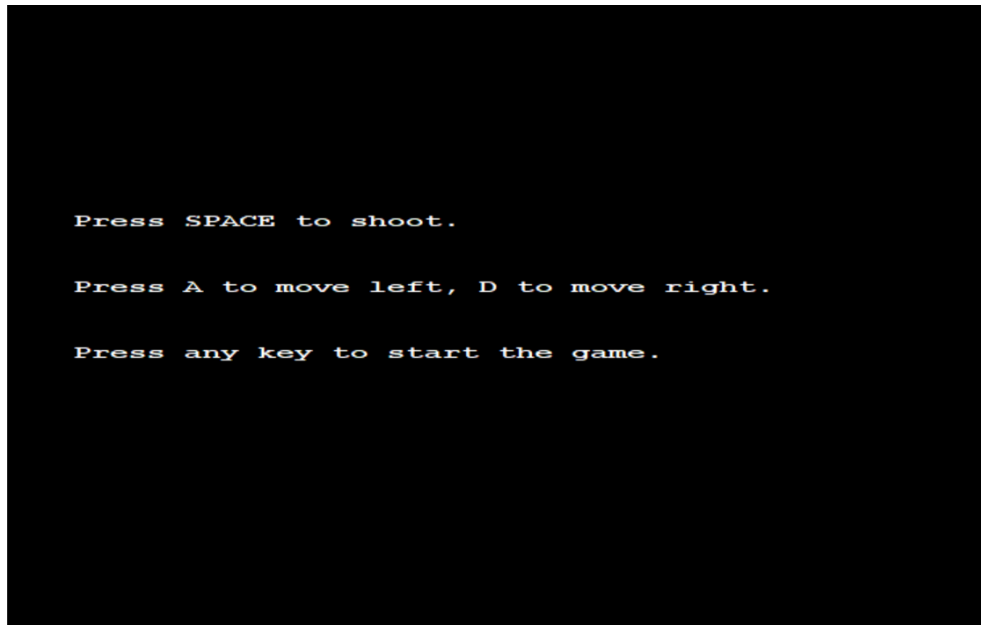 Press SPACE to shoot.
Press A to move left, D to move right.
Press any key to start the game.